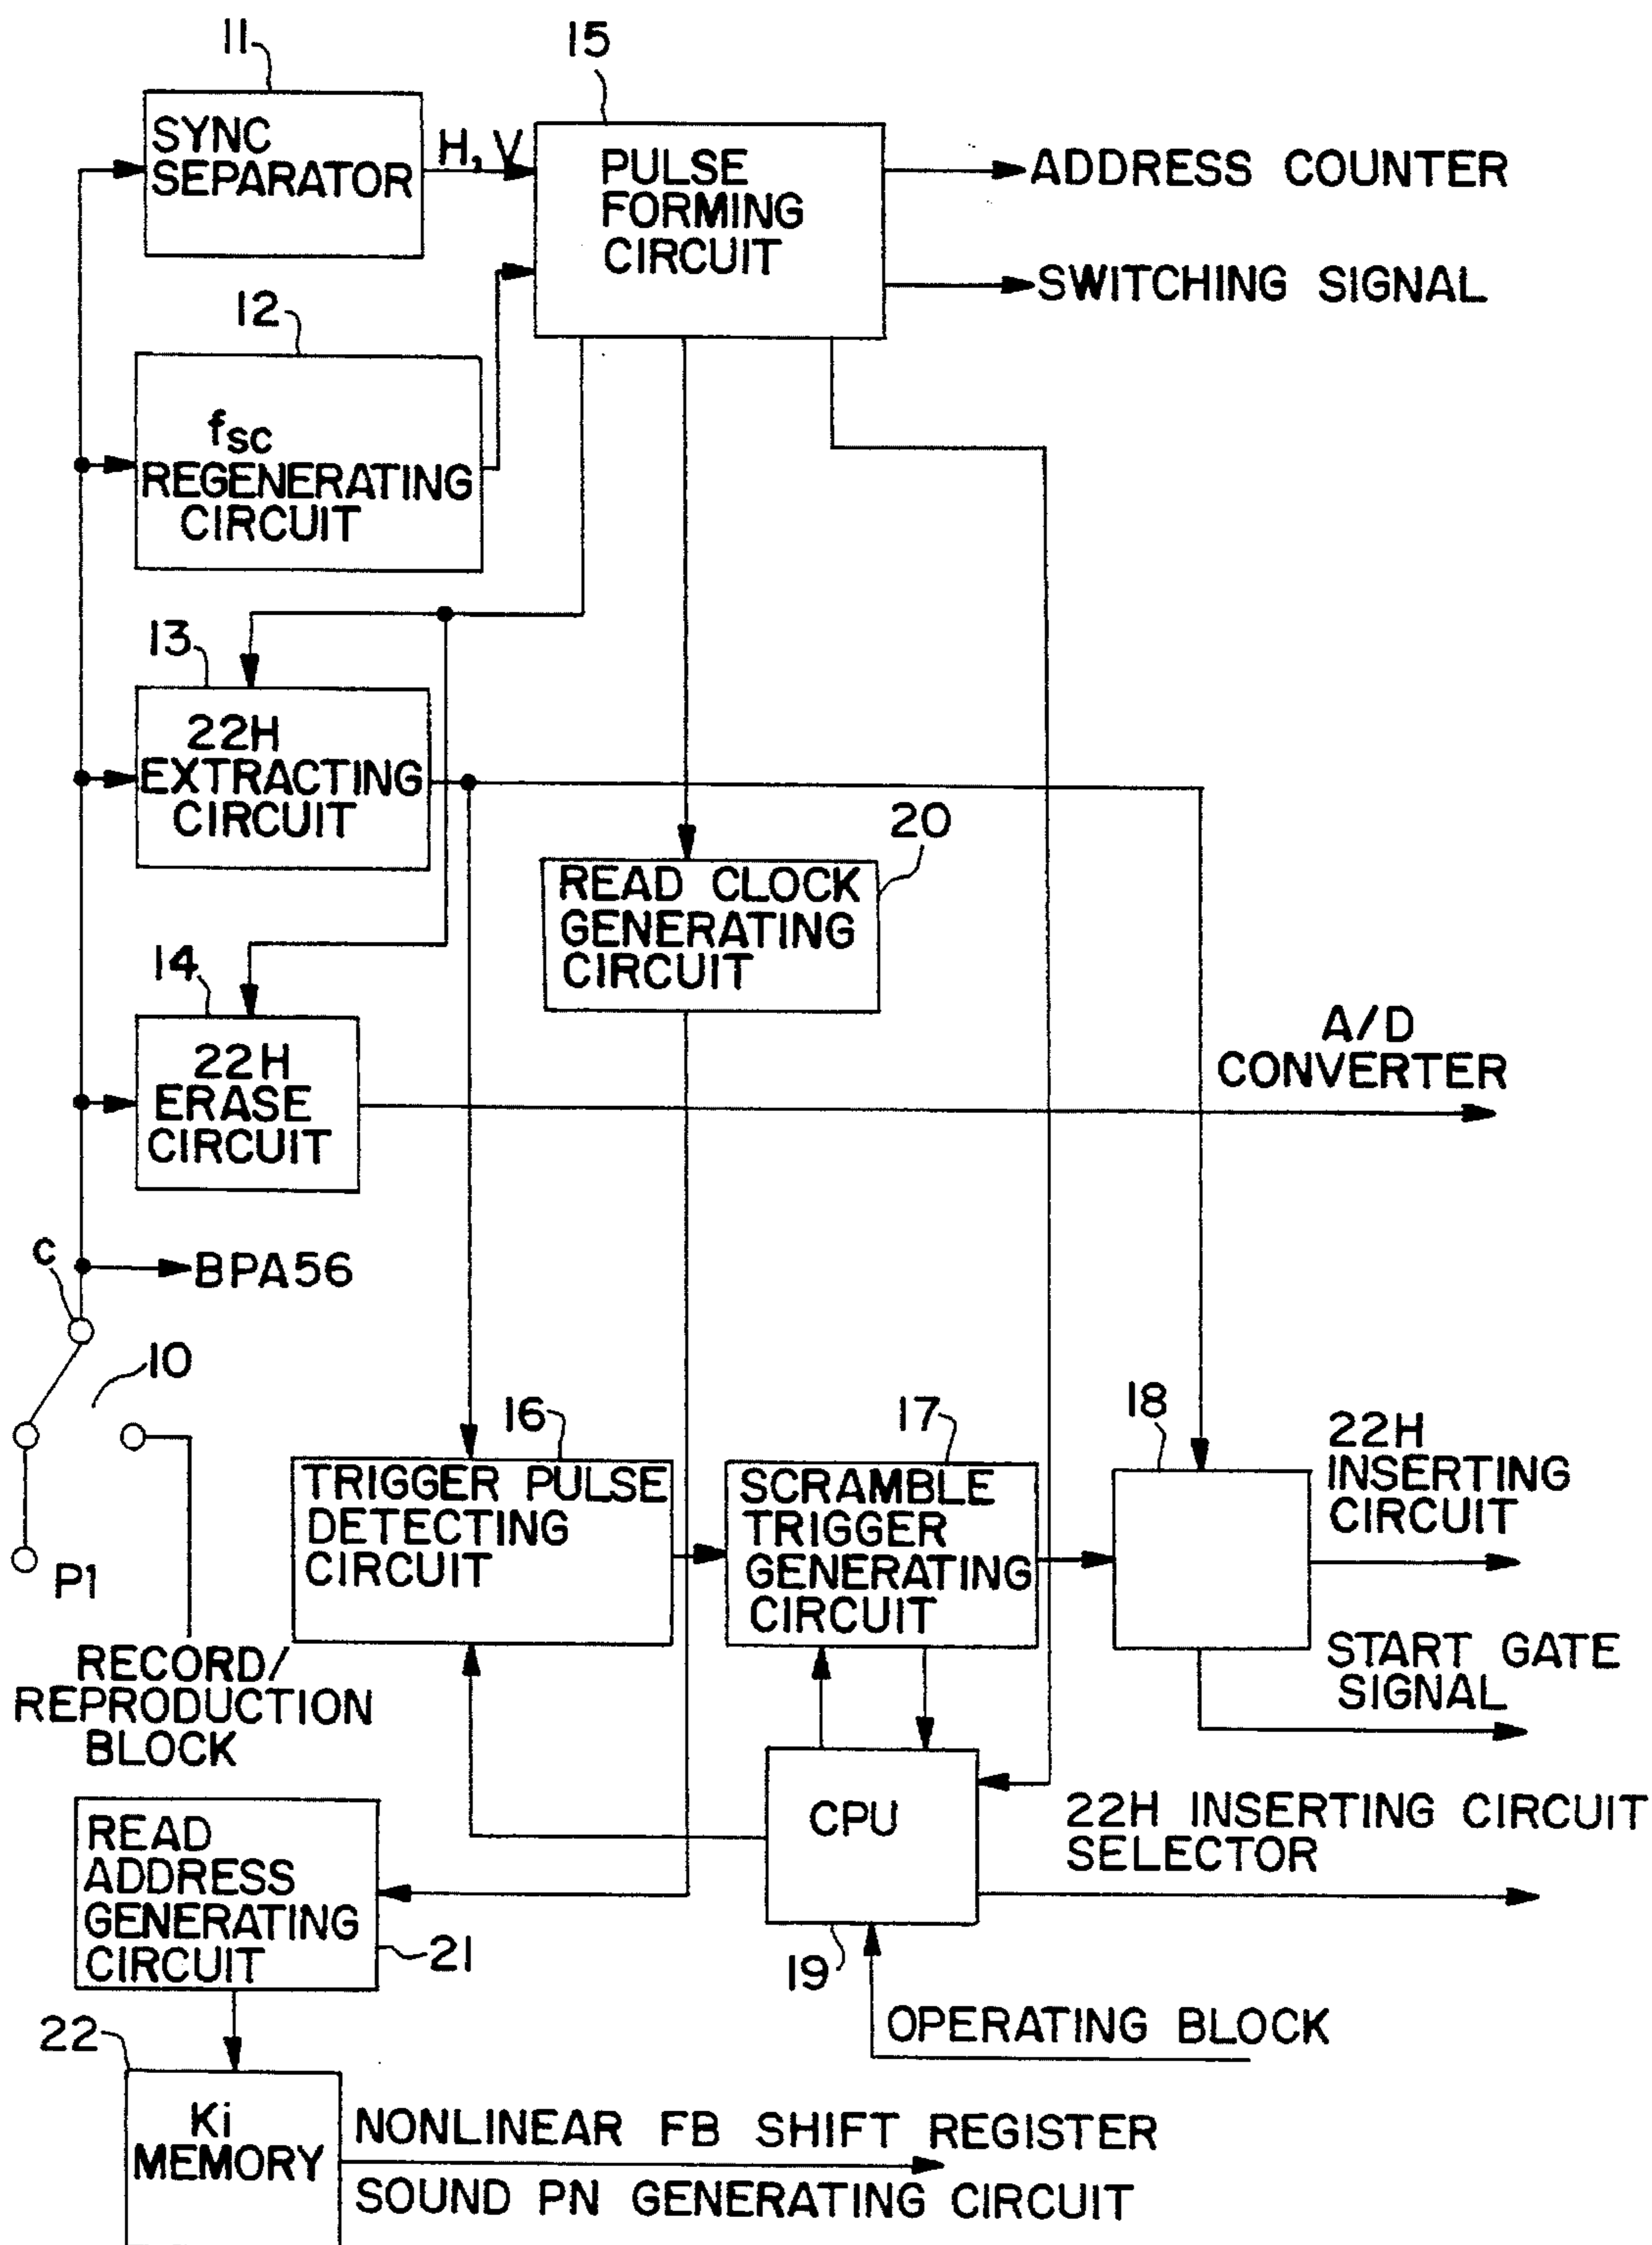 11
15
SYNC
SEPARATOR
H, V
PULSE
FORMING
CIRCUIT
ADDRESS COUNTER
SWITCHING SIGNAL
12
fsc
REGENERATING
CIRCUIT
13
22H
EXTRACTING
CIRCUIT
20
READ CLOCK
GENERATING
CIRCUIT
14
22H
ERASE
CIRCUIT
A/D
CONVERTER
C
BPA56
10
P1
RECORD/
REPRODUCTION
BLOCK
16
TRIGGER PULSE
DETECTING
CIRCUIT
17
SCRAMBLE
TRIGGER
GENERATING
CIRCUIT
18
22H
INSERTING
CIRCUIT
START GATE
SIGNAL
CPU
19
22H INSERTING CIRCUIT
SELECTOR
READ
ADDRESS
GENERATING
CIRCUIT
21
OPERATING BLOCK
22
Ki
MEMORY
NONLINEAR FB SHIFT REGISTER
SOUND PN GENERATING CIRCUIT